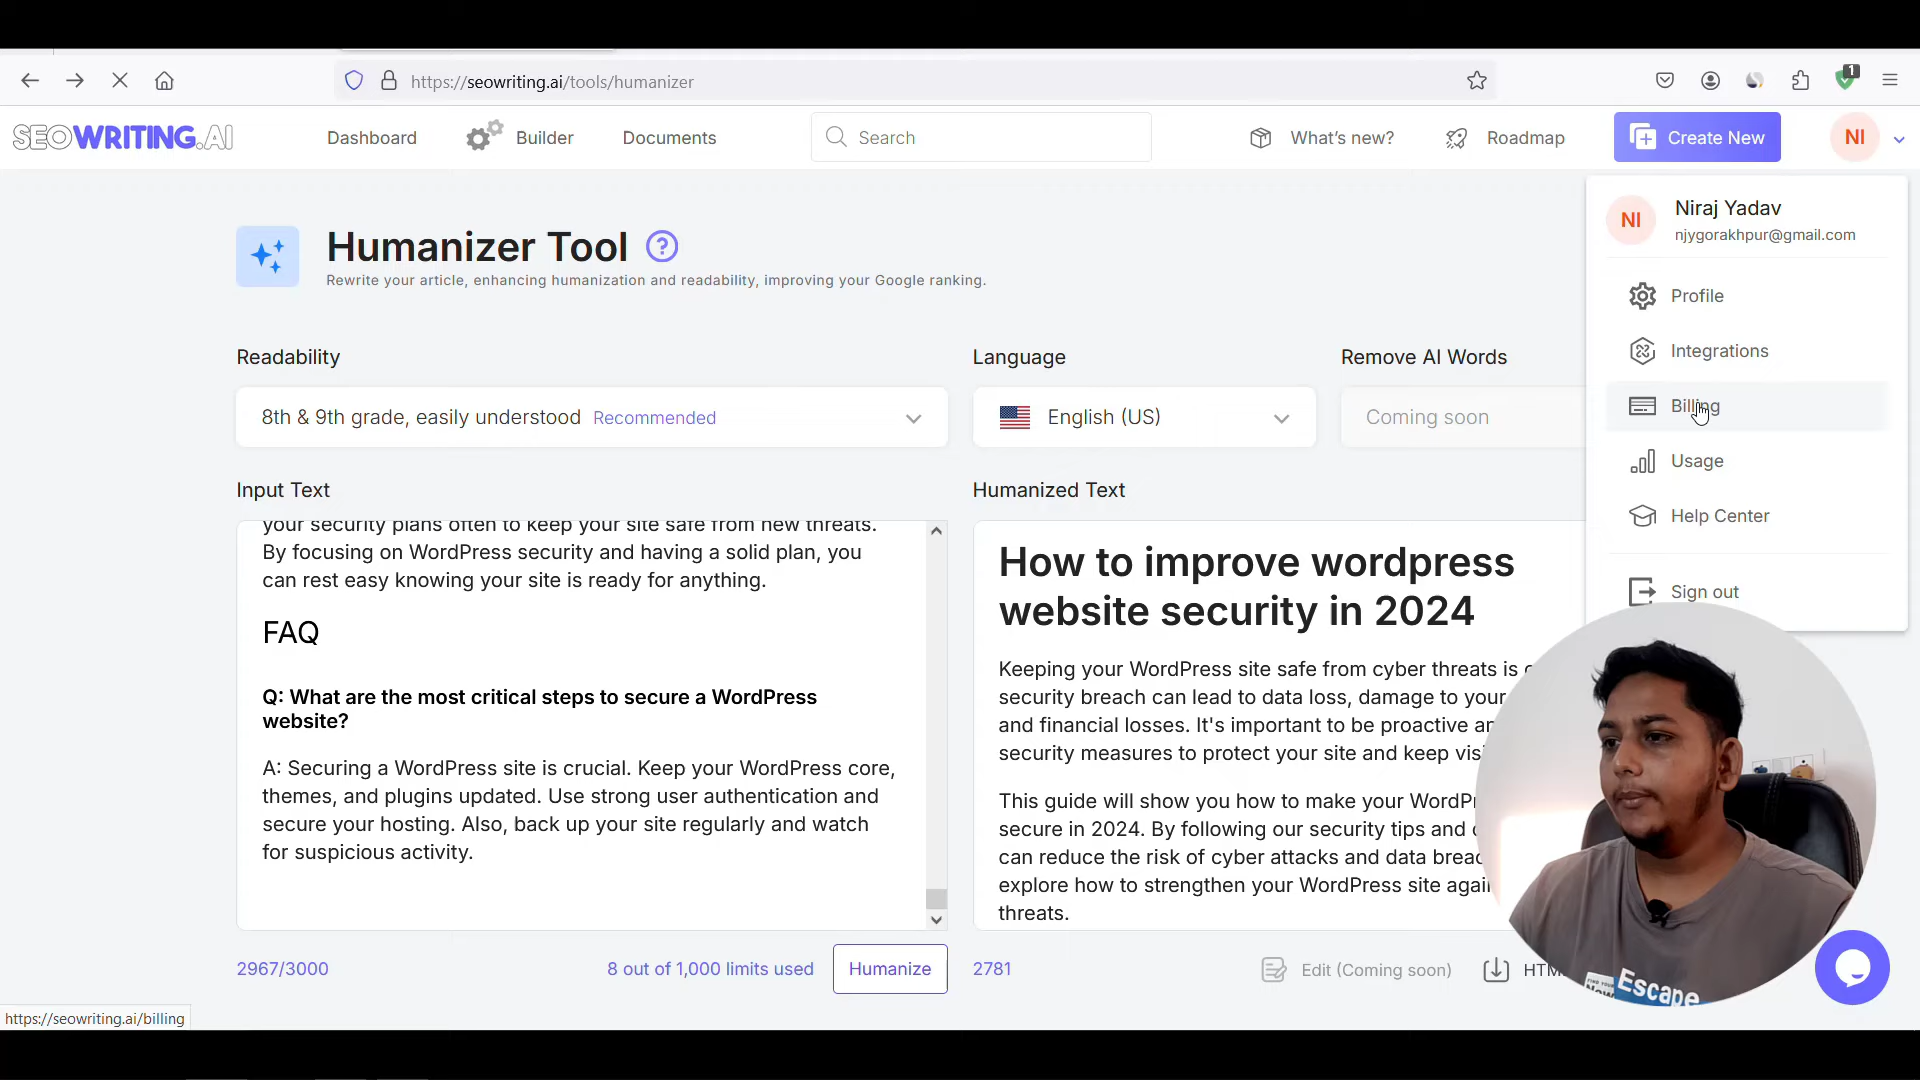 https://seowriting.ai/tools/humanizer
1
SEOWRITING.AI
Dashboard
Builder
Documents
Search
What's new?
Roadmap
Create New
NI
NI
Niraj Yadav
njygorakhpur@gmail.com
Profile
Integrations
Billing
Usage
Help Center
Sign out
Humanizer Tool ?
Rewrite your article, enhancing humanization and readability, improving your Google ranking.
Readability
8th & 9th grade, easily understood Recommended
Language
English (US)
Remove AI Words
Coming soon
Input Text
your security plans often to keep your site safe from new threats.
By focusing on WordPress security and having a solid plan, you
can rest easy knowing your site is ready for anything.
FAQ
Q: What are the most critical steps to secure a WordPress
website?
A: Securing a WordPress site is crucial. Keep your WordPress core,
themes, and plugins updated. Use strong user authentication and
secure your hosting. Also, back up your site regularly and watch
for suspicious activity.
2967/3000
8 out of 1,000 limits used
Humanize
Humanized Text
How to improve wordpress
website security in 2024
Keeping your WordPress site safe from cyber threats is
security breach can lead to data loss, damage to your
and financial losses. It's important to be proactive
security measures to protect your site and keep
This guide will show you how to make your
secure in 2024. By following our security tips and
can reduce the risk of cyber attacks and data
explore how to strengthen your WordPress site
threats.
2781
Edit (Coming soon)
Escape
https://seowriting.ai/billing